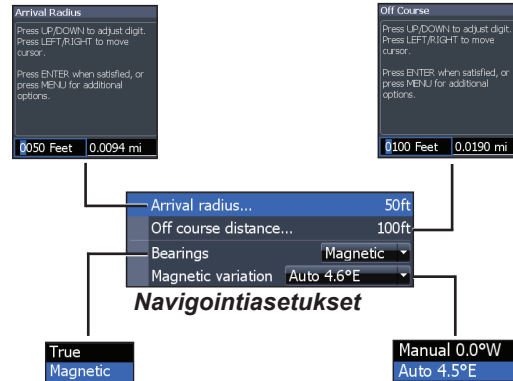 Arrival Radius
Press UP/DOWN to adjust digit.
Press LEFT/RIGHT to move
cursor.
Press ENTER when satisfied, or
press MENU for additional
options.
0050 Feet 0.0094 mi
Off Course
Press UP/DOWN to adjust digit.
Press LEFT/RIGHT to move
cursor.
Press ENTER when satisfied, or
press MENU for additional
options.
0100 Feet 0.0190 mi
Arrival radius... 50ft
Off course distance... 100ft
Bearings Magnetic
Magnetic variation Auto 4.6°E
Navigointiasetukset
True
Magnetic
Manual 0.0°W
Auto 4.5°E